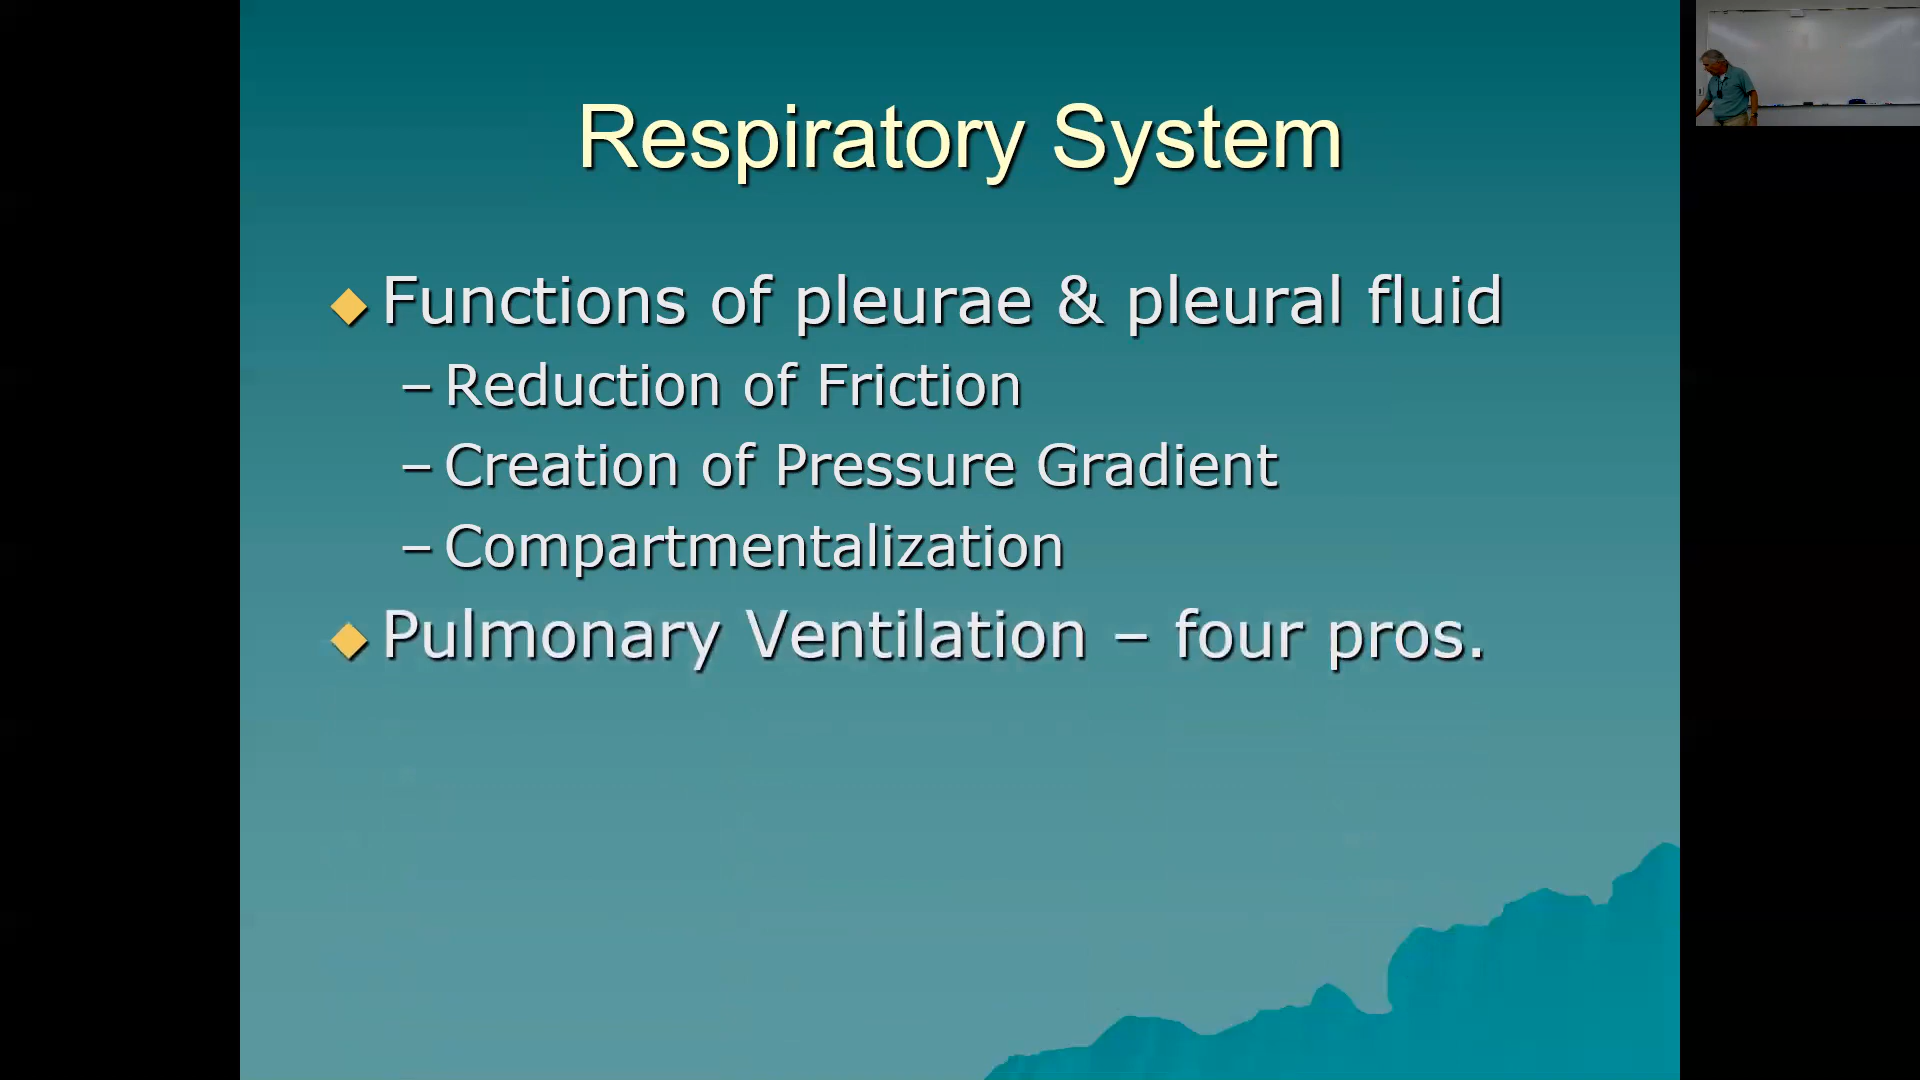 Respiratory System
Functions of pleurae & pleural fluid
– Reduction of Friction
– Creation of Pressure Gradient
– Compartmentalization
Pulmonary Ventilation – four pros.